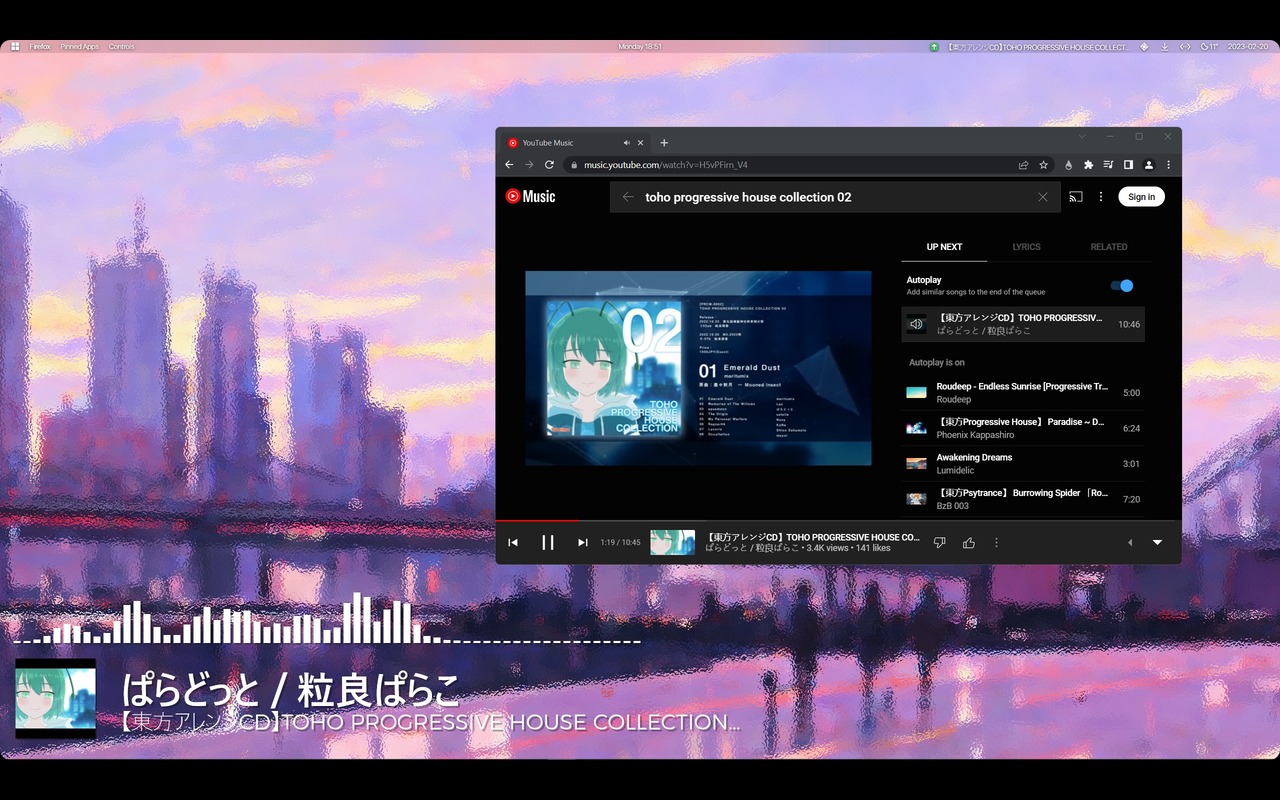 Firefox Pinned Apps Controls
Monday 18:51
【東方アレンジCD】TOHO PROGRESSIVE HOUSE COLLECT...
11°
2023-02-20
YouTube Music
music.youtube.com/watch?v=H5vPFirn_V4
Music
toho progressive house collection 02
Sign in
02
TOHO
PROGRESSIVE
HOUSE
COLLECTION
TOHO PROGRESSIVE HOUSE COLLECTION 02
01 Emerald Dust
moritumix
UP NEXT LYRICS RELATED
Autoplay
Add similar songs to the end of the queue
【東方アレンジCD】 TOHO PROGRESSIV...
ぱらどっと / 粒良ぱらこ
10:46
Autoplay is on
Roudeep - Endless Sunrise [Progressive Tr...
Roudeep
5:00
【東方Progressive House】 Paradise ~ D...
Phoenix Kappashiro
6:24
Awakening Dreams
Lumidelic
3:01
【東方Psytrance】 Burrowing Spider 「Ro...
BzB 003
7:20
1:19 / 10:45
【東方アレンジCD】 TOHO PROGRESSIVE HOUSE CO...
ぱらどっと / 粒良ぱらこ • 3.4K views • 141 likes
ぱらどっと / 粒良ぱらこ
【東方アレンジCD】TOHO PROGRESSIVE HOUSE COLLECTION...